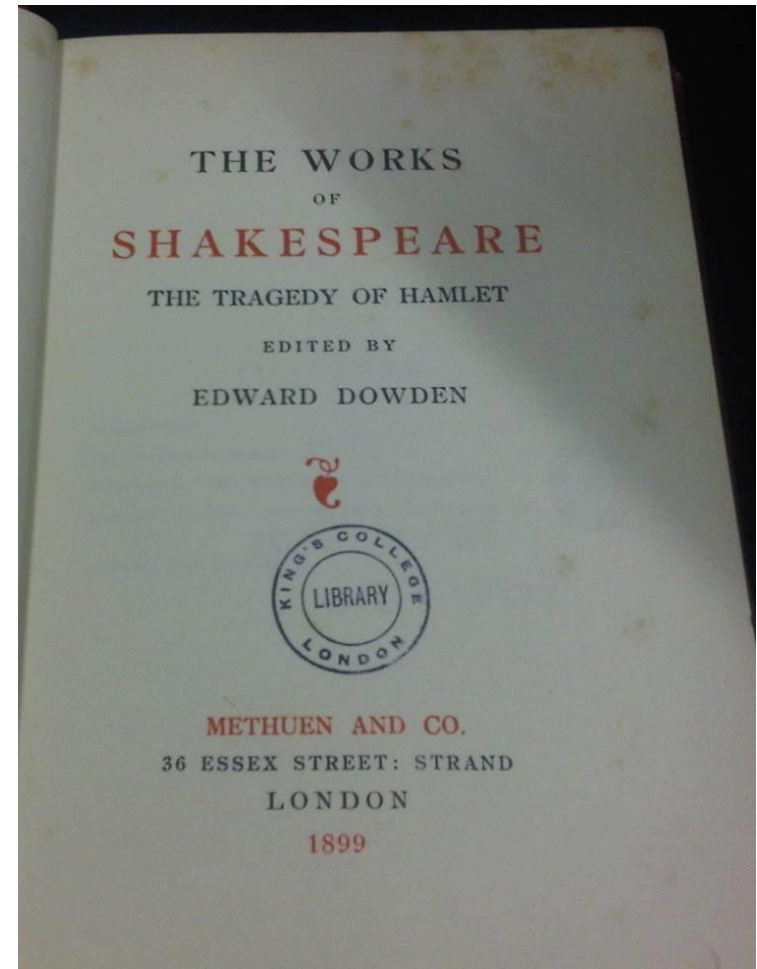 THE WORKS
OF
SHAKESPEARE
THE TRAGEDY OF HAMLET
EDITED BY
EDWARD DOWDEN
KING'S COLLEGE
LIBRARY
LONDON
METHUEN AND CO.
36 ESSEX STREET: STRAND
LONDON
1899